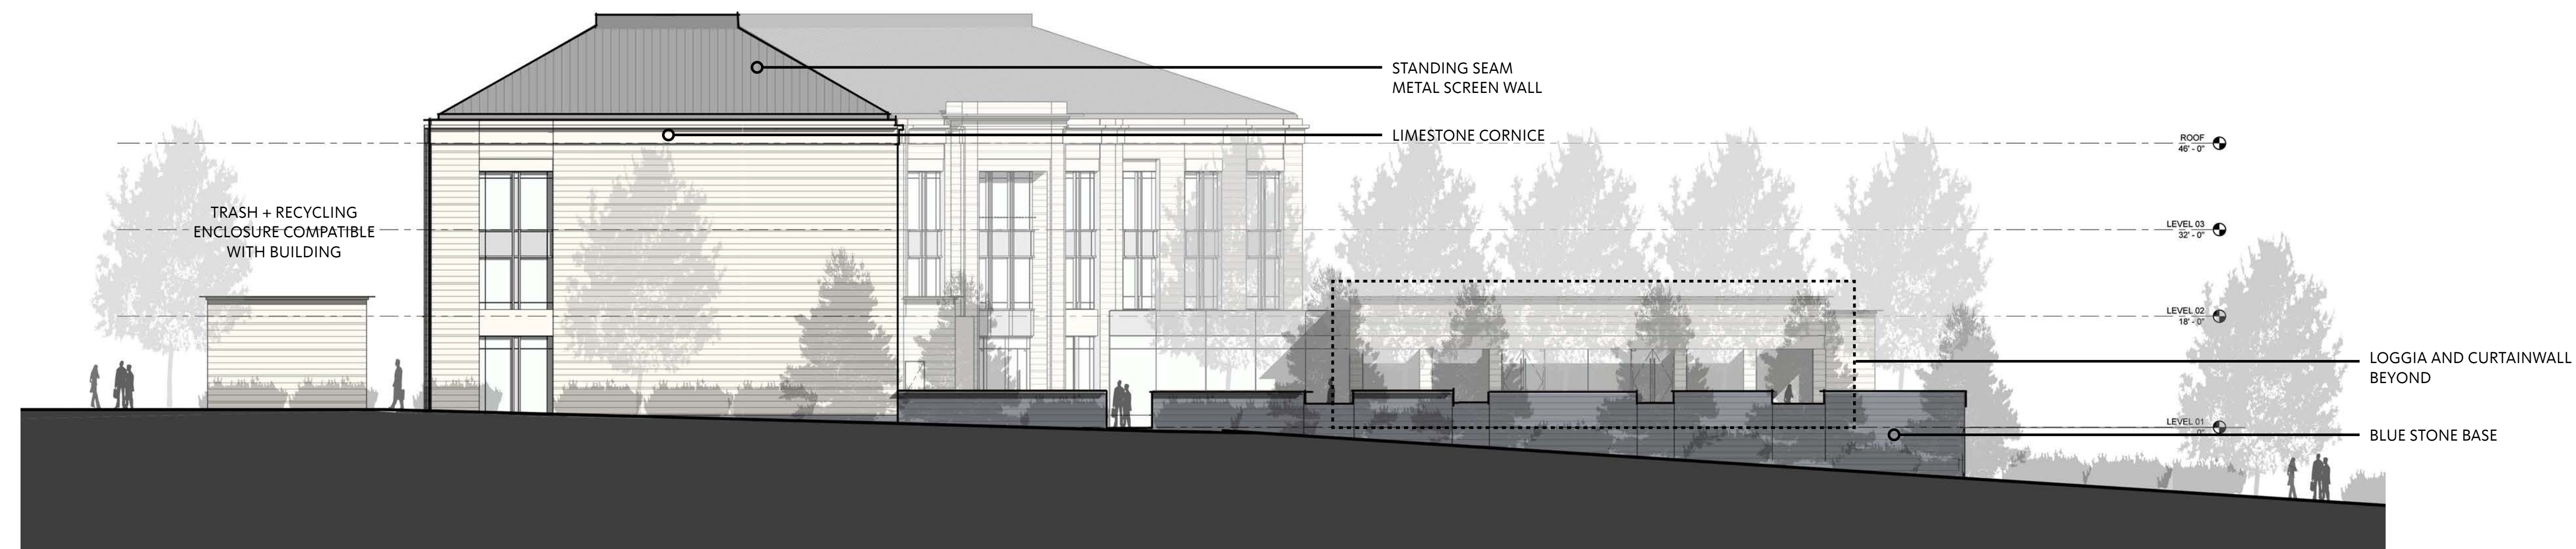 STANDING SEAM
METAL SCREEN WALL
LIMESTONE CORNICE
ROOF
46' - 0"
TRASH + RECYCLING
ENCLOSURE COMPATIBLE
WITH BUILDING
LEVEL 03
32' - 0"
LEVEL 02
18' - 0"
LOGGIA AND CURTAINWALL
BEYOND
LEVEL 01
BLUE STONE BASE